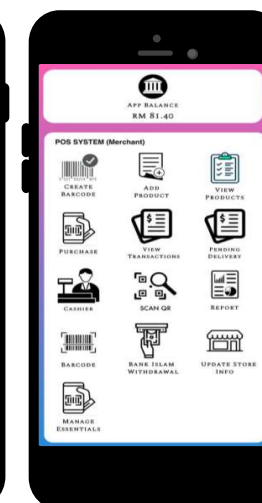 APP BALANCE
RM 81.40
POS SYSTEM (Merchant)
CREATE BARCODE
ADD PRODUCT
VIEW PRODUCTS
PURCHASE
VIEW TRANSACTIONS
PENDING DELIVERY
CASHIER
SCAN QR
REPORT
BARCODE
BANK ISLAM WITHDRAWAL
UPDATE STORE INFO
MANAGE ESSENTIALS